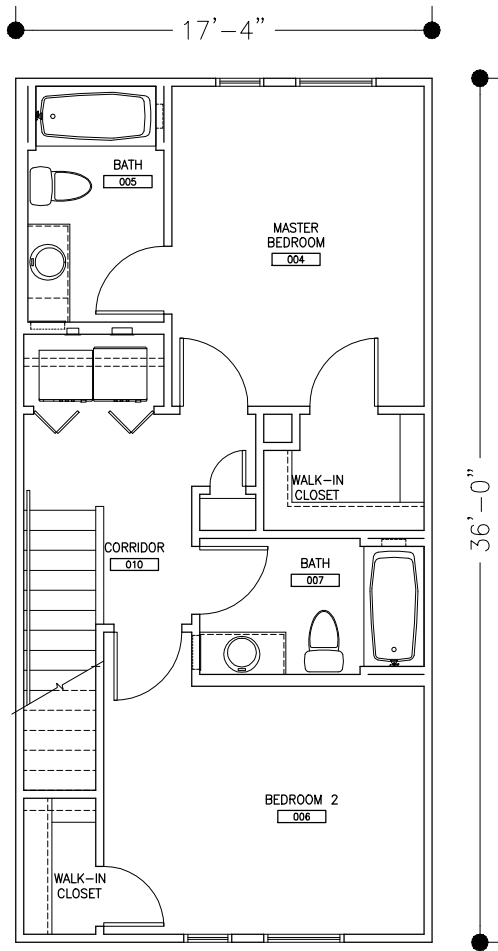 17'-4"
BATH
005
MASTER
BEDROOM
004
WALK-IN
CLOSET
36'-0"
CORRIDOR
010
BATH
007
BEDROOM 2
006
WALK-IN
CLOSET